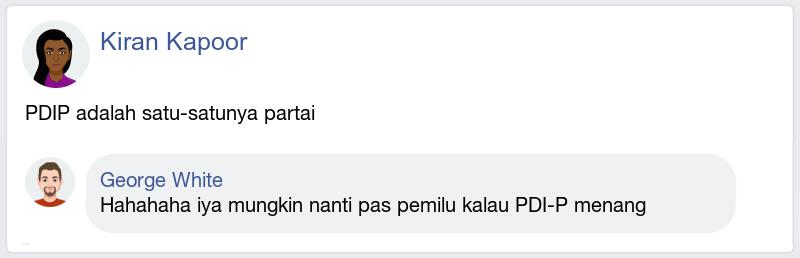 Kiran Kapoor
PDIP adalah satu-satunya partai
George White
Hahahaha iya mungkin nanti pas pemilu kalau PDI-P menang